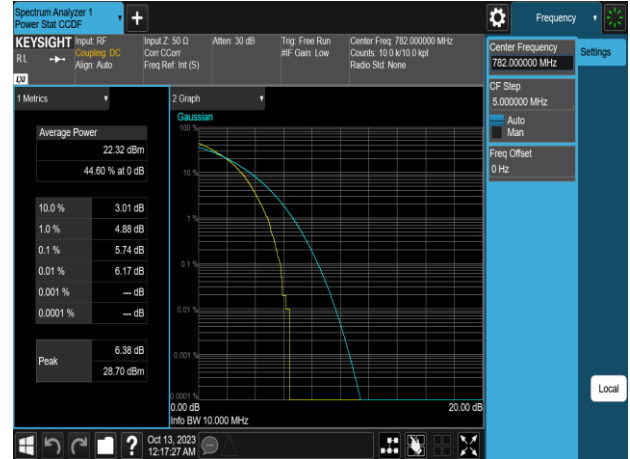 Spectrum Analyzer 1
Power Stat CCDF
+
Frequency
KEYSIGHT
RL
LXI
Input: RF
Coupling: DC
Align: Auto
Input Z: 50 Ω
Corr CCorr
Freq Ref: Int (S)
Atten: 30 dB
Trig: Free Run
#IF Gain: Low
Center Freq: 782.000000 MHz
Counts: 10.0 k/10.0 kpt
Radio Std: None
Center Frequency
782.000000 MHz
Settings
CF Step
5.000000 MHz
Auto
Man
Freq Offset
0 Hz
1 Metrics
Average Power
22.32 dBm
44.60 % at 0 dB
10.0 % 3.01 dB
1.0 % 4.88 dB
0.1 % 5.74 dB
0.01 % 6.17 dB
0.001 % --- dB
0.0001 % --- dB
Peak
6.38 dB
28.70 dBm
2 Graph
Gaussian
100 %
10 %
1 %
0.1 %
0.01 %
0.001 %
0.0001 %
0.00 dB 20.00 dB
Info BW 10.000 MHz
Local
?
Oct 13, 2023
12:17:27 AM